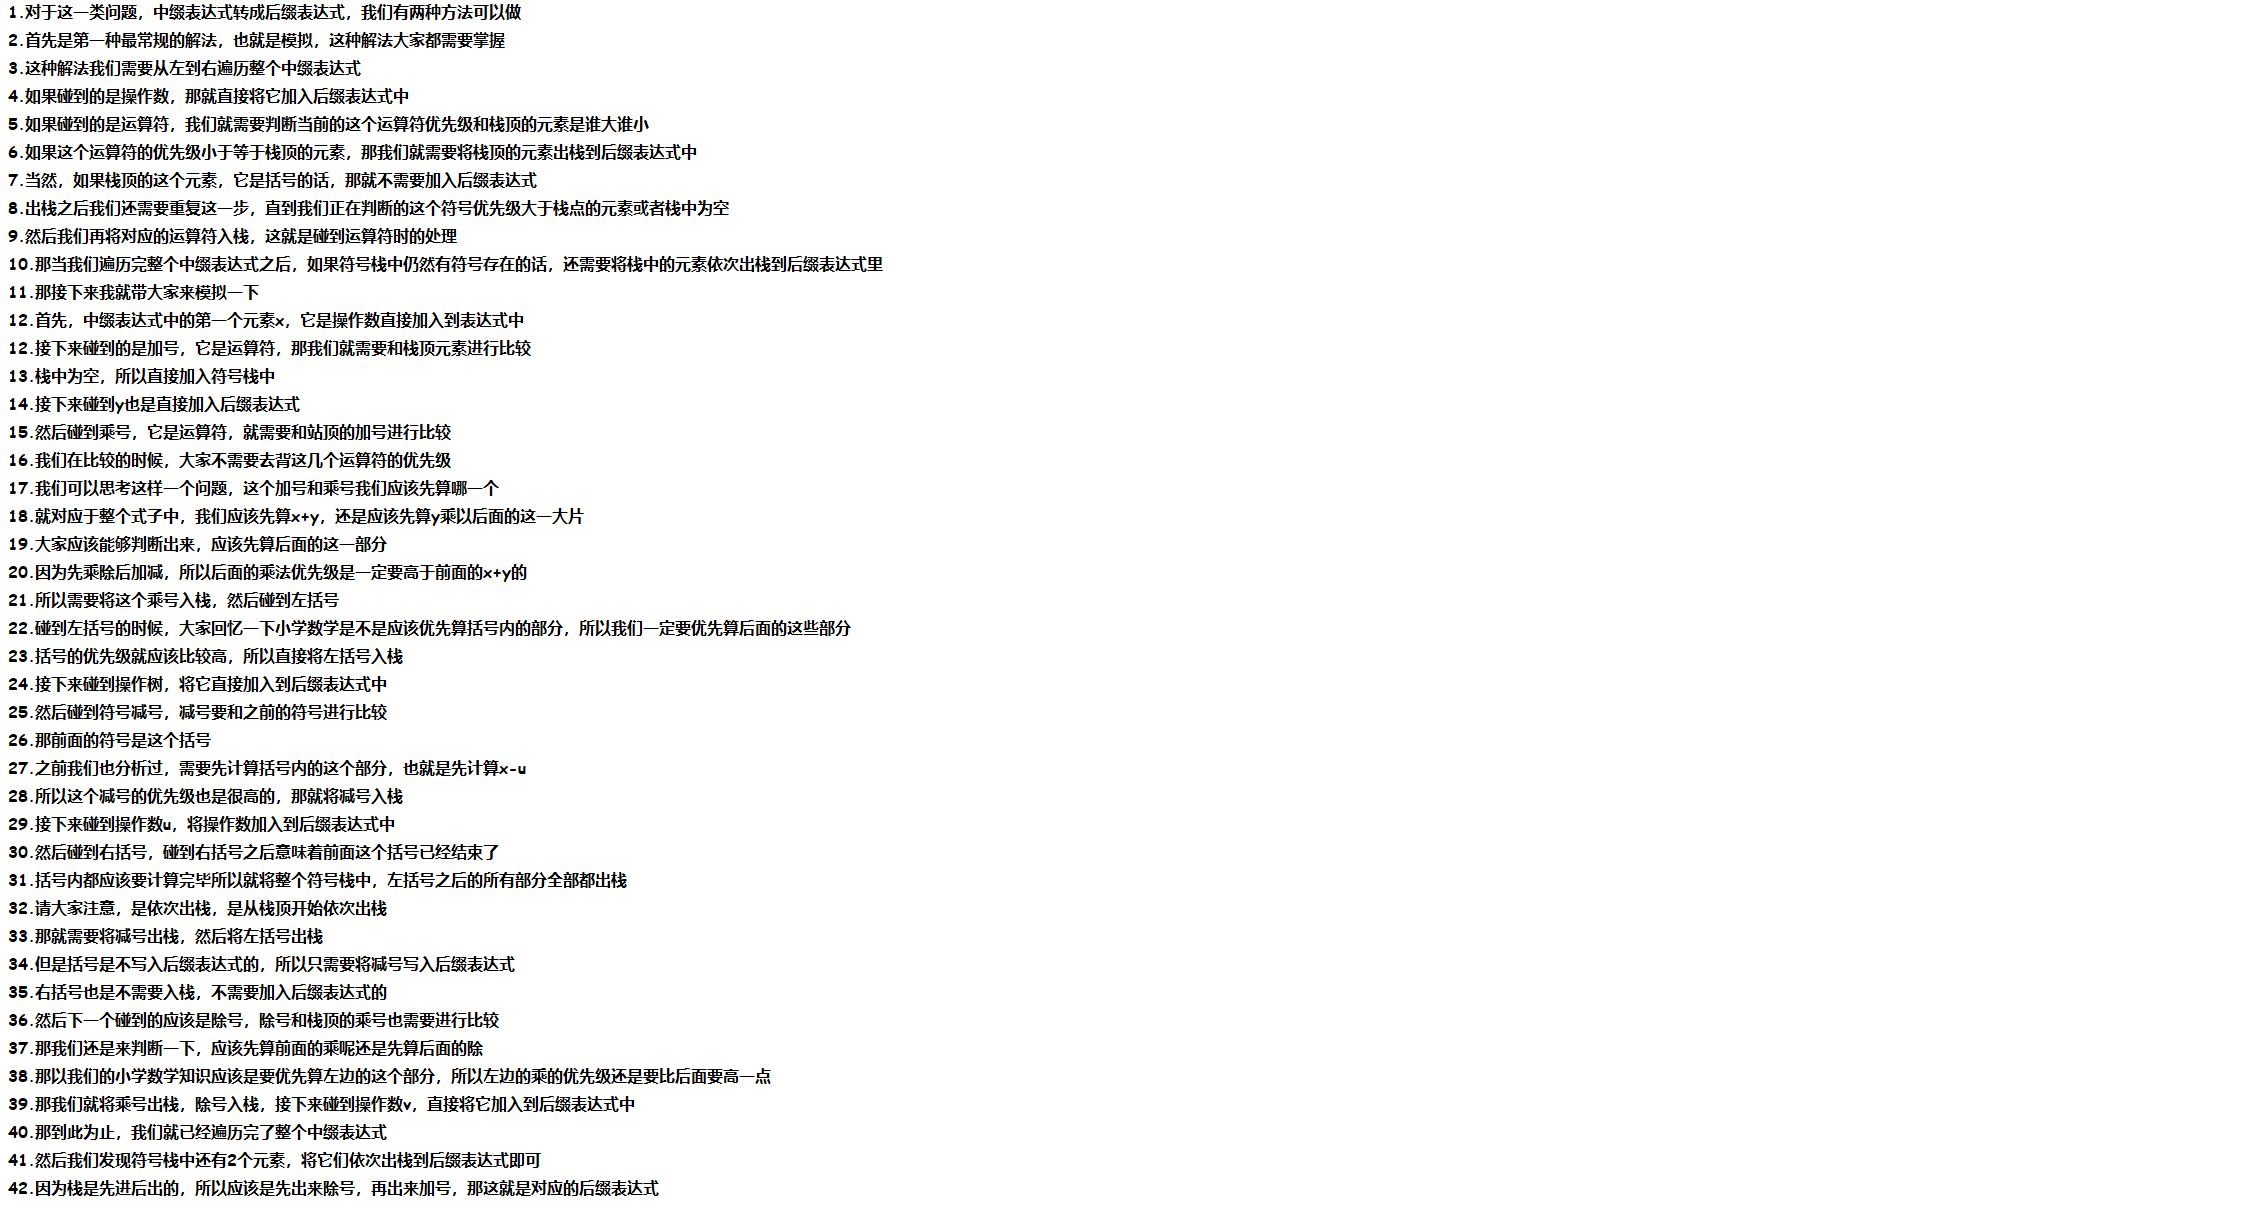 1.对于这一类问题，中缀表达式转成后缀表达式，我们有两种方法可以做
2.首先是第一种最常规的解法，也就是模拟，这种解法大家都需要掌握
3.这种解法我们需要从左到右遍历整个中缀表达式
4.如果碰到的是操作数，那就直接将它加入后缀表达式中
5.如果碰到的是运算符，我们就需要判断当前的这个运算符优先级和栈顶的元素是谁大谁小
6.如果这个运算符的优先级小于等于栈顶的元素，那我们就需要将栈顶的元素出栈到后缀表达式中
7.当然，如果栈顶的这个元素，它是括号的话，那就不需要加入后缀表达式
8.出栈之后我们还需要重复这一步，直到我们正在判断的这个符号优先级大于栈点的元素或者栈中为空
9.然后我们再将对应的运算符入栈，这就是碰到运算符时的处理
10.那当我们遍历完整个中缀表达式之后，如果符号栈中仍然有符号存在的话，还需要将栈中的元素依次出栈到后缀表达式里
11.那接下来我就带大家来模拟一下
12.首先，中缀表达式中的第一个元素x，它是操作数直接加入到表达式中
12.接下来碰到的是加号，它是运算符，那我们就需要和栈顶元素进行比较
13.栈中为空，所以直接加入符号栈中
14.接下来碰到y也是直接加入后缀表达式
15.然后碰到乘号，它是运算符，就需要和站顶的加号进行比较
16.我们在比较的时候，大家不需要去背这几个运算符的优先级
17.我们可以思考这样一个问题，这个加号和乘号我们应该先算哪一个
18.就对应于整个式子中，我们应该先算x+y，还是应该先算y乘以后面的这一大片
19.大家应该能够判断出来，应该先算后面的这一部分
20.因为先乘除后加减，所以后面的乘法优先级是一定要高于前面的x+y的
21.所以需要将这个乘号入栈，然后碰到左括号
22.碰到左括号的时候，大家回忆一下小学数学是不是应该优先算括号内的部分，所以我们一定要优先算后面的这些部分
23.括号的优先级就应该比较高，所以直接将左括号入栈
24.接下来碰到操作树，将它直接加入到后缀表达式中
25.然后碰到符号减号，减号要和之前的符号进行比较
26.那前面的符号是这个括号
27.之前我们也分析过，需要先计算括号内的这个部分，也就是先计算x-u
28.所以这个减号的优先级也是很高的，那就将减号入栈
29.接下来碰到操作数u，将操作数加入到后缀表达式中
30.然后碰到右括号，碰到右括号之后意味着前面这个括号已经结束了
31.括号内都应该要计算完毕所以就将整个符号栈中，左括号之后的所有部分全部都出栈
32.请大家注意，是依次出栈，是从栈顶开始依次出栈
33.那就需要将减号出栈，然后将左括号出栈
34.但是括号是不写入后缀表达式的，所以只需要将减号写入后缀表达式
35.右括号也是不需要入栈，不需要加入后缀表达式的
36.然后下一个碰到的应该是除号，除号和栈顶的乘号也需要进行比较
37.那我们还是来判断一下，应该先算前面的乘呢还是先算后面的除
38.那以我们的小学数学知识应该是要优先算左边的这个部分，所以左边的乘的优先级还是要比后面要高一点
39.那我们就将乘号出栈，除号入栈，接下来碰到操作数v，直接将它加入到后缀表达式中
40.那到此为止，我们就已经遍历完了整个中缀表达式
41.然后我们发现符号栈中还有2个元素，将它们依次出栈到后缀表达式即可
42.因为栈是先进后出的，所以应该是先出来除号，再出来加号，那这就是对应的后缀表达式